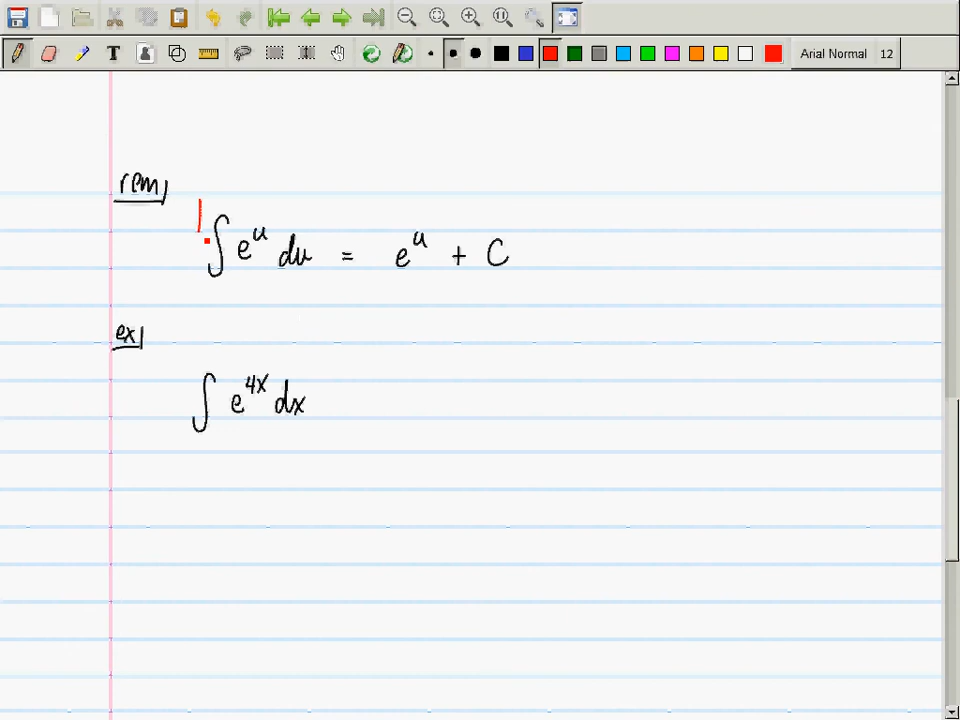 Arial Normal 12
rem
∫ e^u du = e^u + C
ex
∫ e^{4x} dx